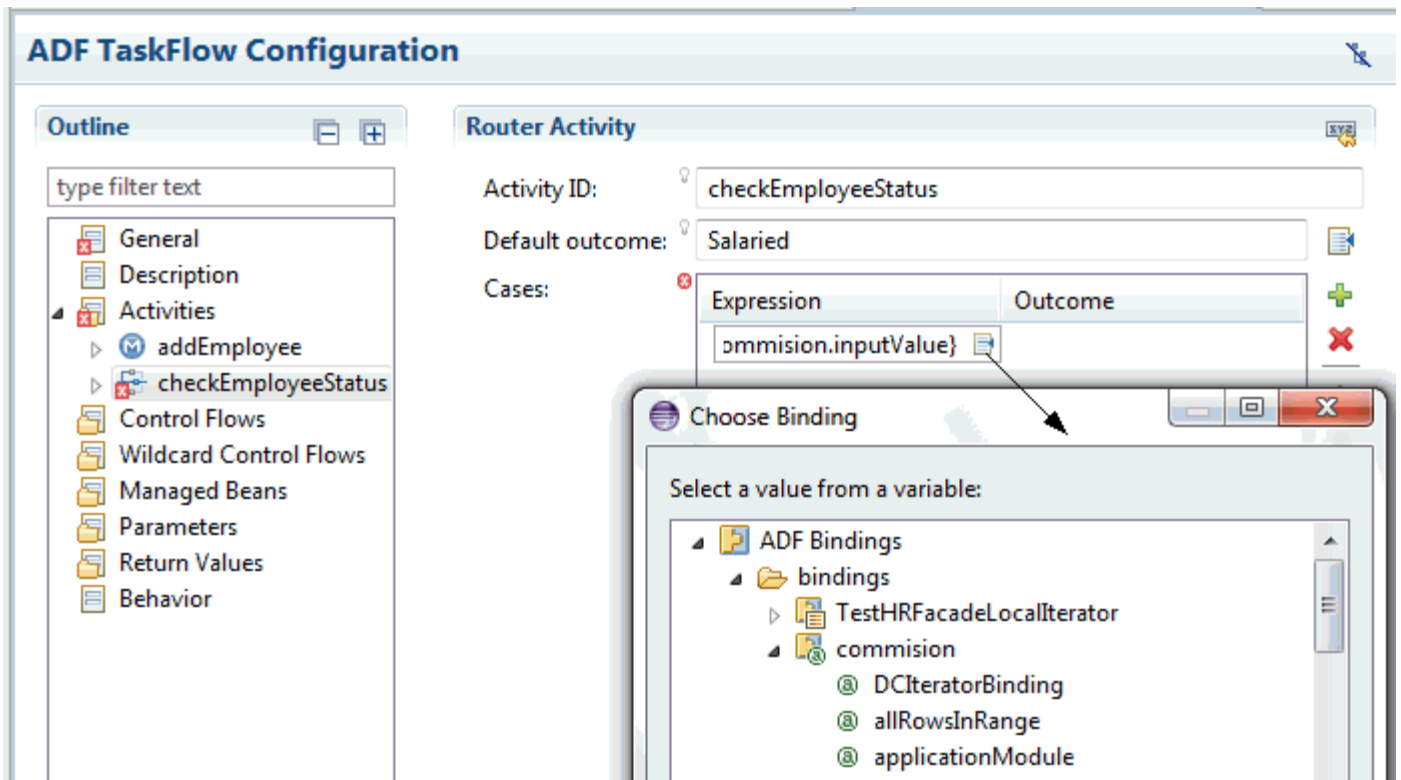 ADF TaskFlow Configuration
Outline
type filter text
General
Description
Activities
addEmployee
checkEmployeeStatus
Control Flows
Wildcard Control Flows
Managed Beans
Parameters
Return Values
Behavior
Router Activity
XYZ
Activity ID: checkEmployeeStatus
Default outcome: Salaried
Cases:
Expression Outcome
ommision.inputValue}
Choose Binding
Select a value from a variable:
ADF Bindings
bindings
TestHRFacadeLocalIterator
commision
DCIteratorBinding
allRowsInRange
applicationModule